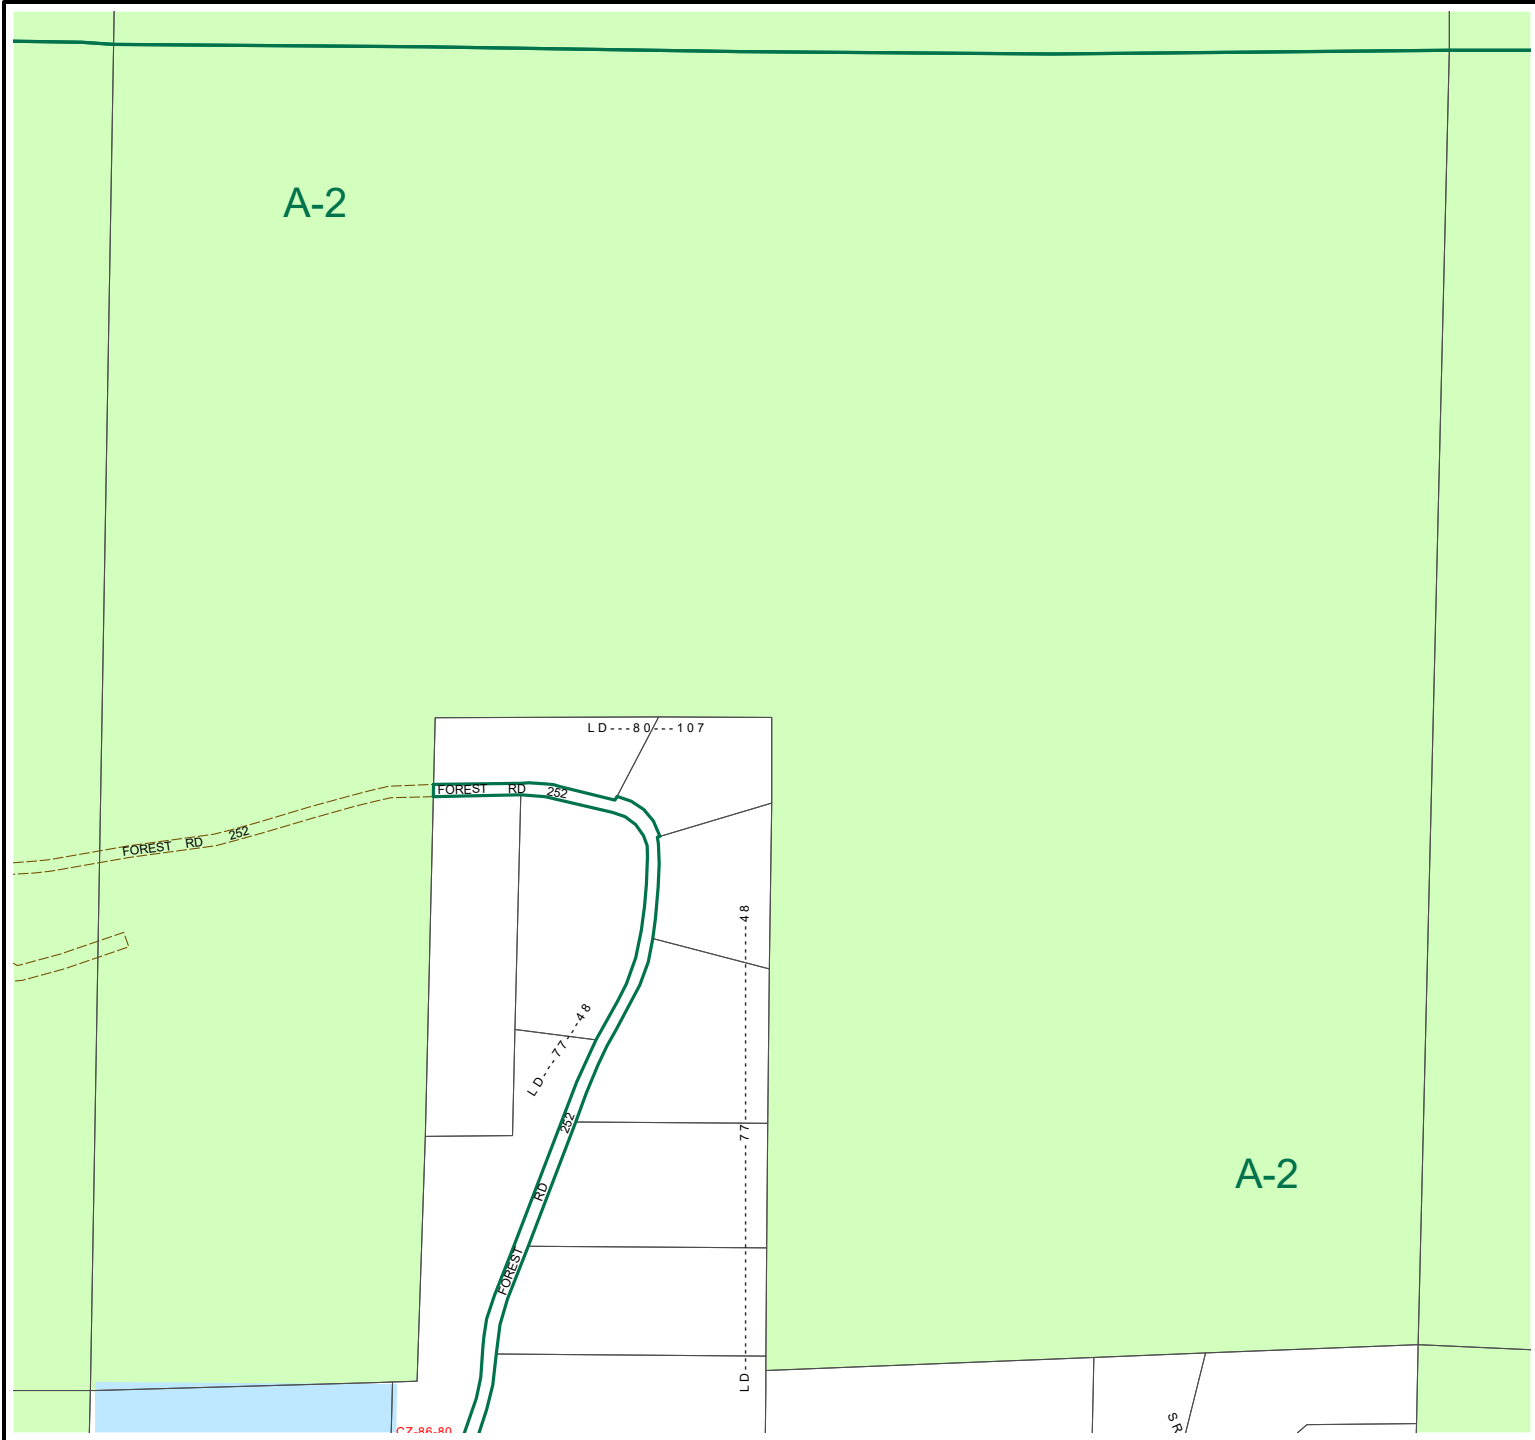 A-2
LD---80---107
FOREST RD 252
FOREST RD 252
LD----77----48
LD----77----48
FOREST RD 252
A-2
CZ-86-80
SR